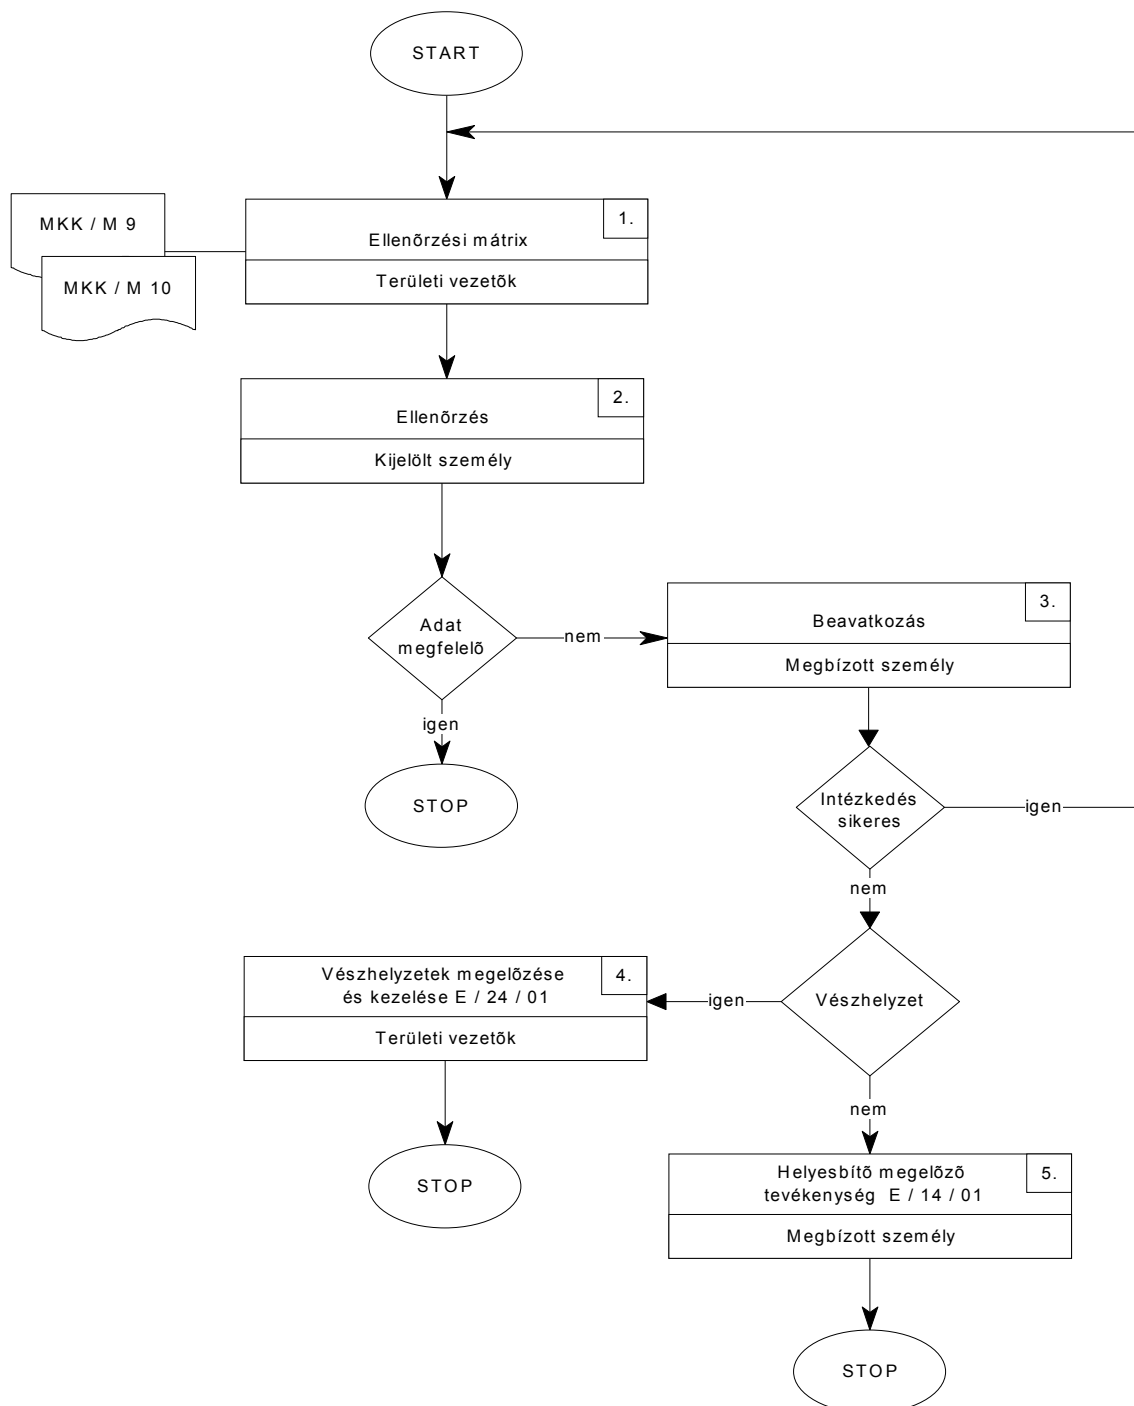 START
MKK / M 9
MKK / M 10
1.
Ellenõrzési mátrix
Területi vezetõk
2.
Ellenõrzés
Kijelölt személy
Adat
megfelelõ
nem
igen
STOP
3.
Beavatkozás
Megbízott személy
Intézkedés
sikeres
igen
nem
Vészhelyzet
igen
4.
Vészhelyzetek megelõzése
és kezelése E / 24 / 01
Területi vezetõk
STOP
nem
5.
Helyesbítõ megelõzõ
tevékenység E / 14 / 01
Megbízott személy
STOP